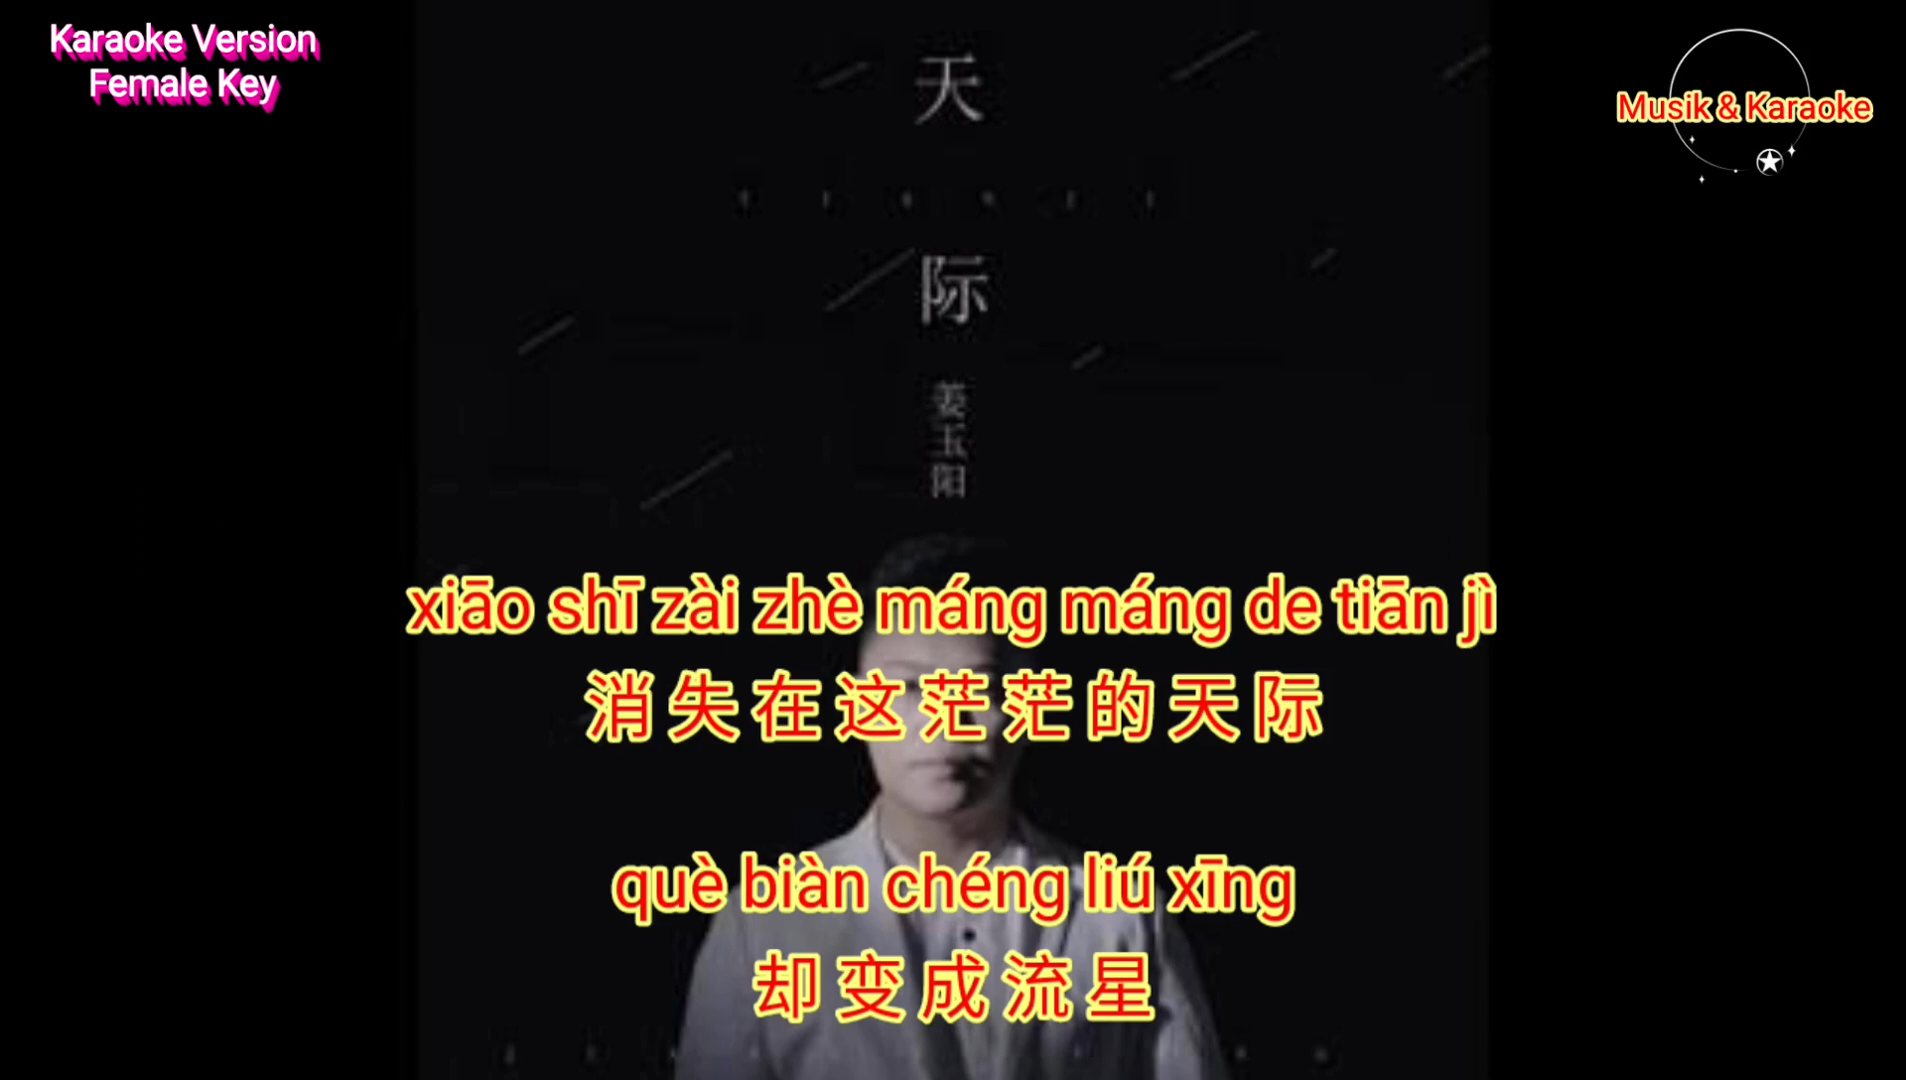 Karaoke Version
Female Key
Musik & Karaoke
天
际
姜玉阳
xiāo shī zài zhè máng máng de tiān jì
消失在这茫茫的天际
què biàn chéng liú xīng
却变成流星